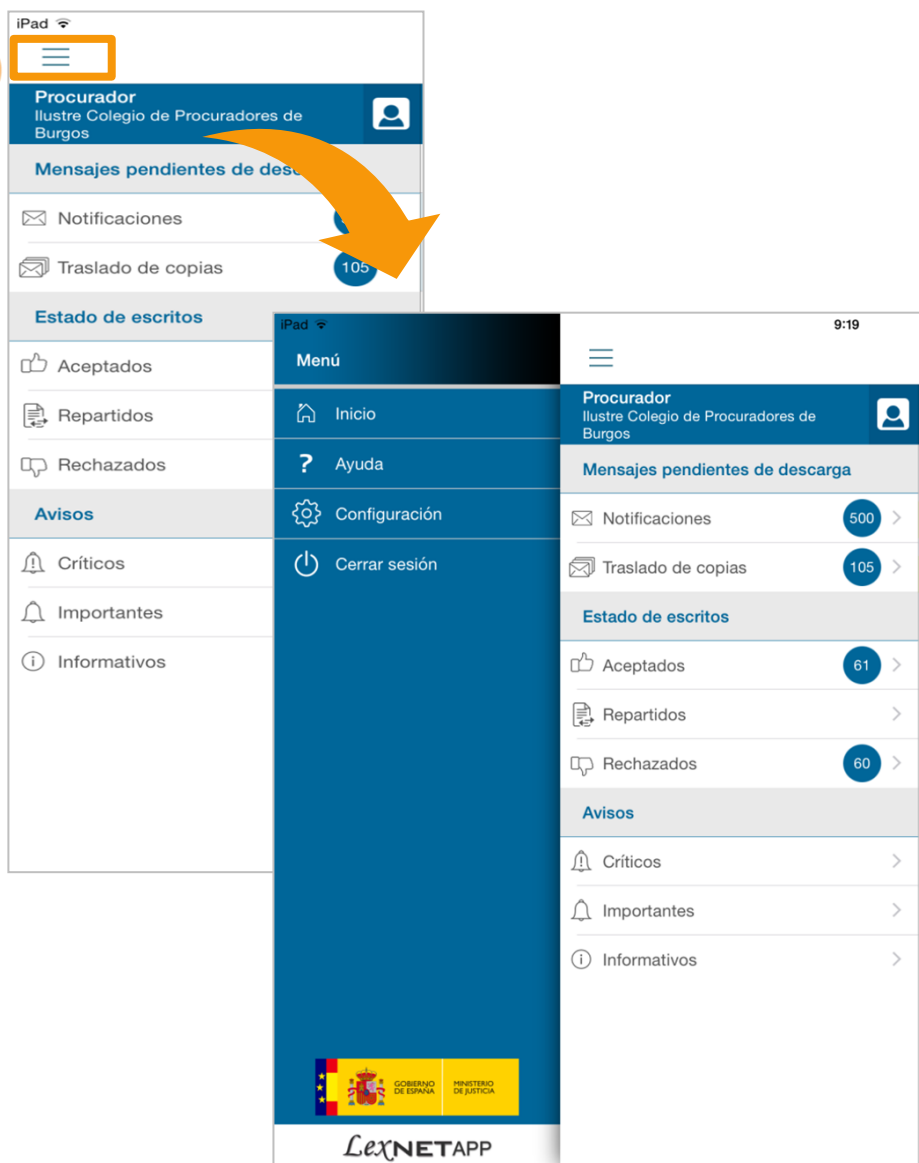 iPad
Procurador
Ilustre Colegio de Procuradores de
Burgos
Mensajes pendientes de
Notificaciones
Traslado de copias
105
Estado de escritos
Aceptados
Repartidos
Rechazados
Avisos
Críticos
Importantes
Informativos
iPad
Menú
Inicio
Ayuda
Configuración
Cerrar sesión
GOBIERNO
DE ESPAÑA
MINISTERIO
DE JUSTICIA
LexNETAPP
9:19
Procurador
Ilustre Colegio de Procuradores de
Burgos
Mensajes pendientes de descarga
Notificaciones 500
Traslado de copias 105
Estado de escritos
Aceptados 61
Repartidos
Rechazados 60
Avisos
Críticos
Importantes
Informativos